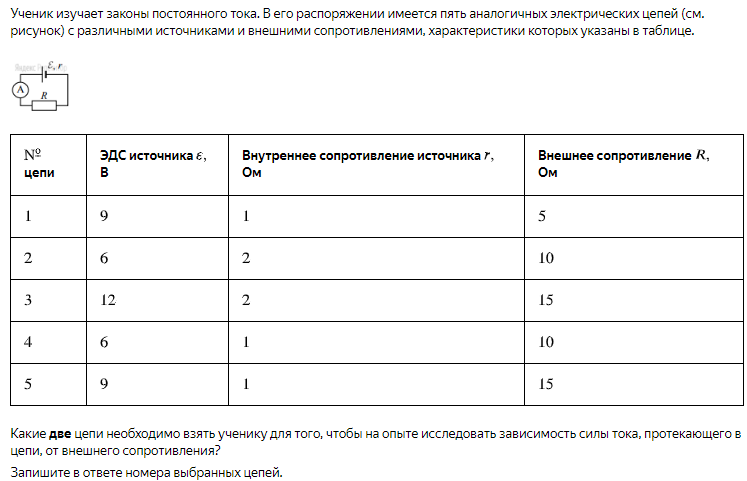 Ученик изучает законы постоянного тока. В его распоряжении имеется пять аналогичных электрических цепей (см.
рисунок) с различными источниками и внешними сопротивлениями, характеристики которых указаны в таблице.
ℰ, r
A
R
№ цепи | ЭДС источника ε, В | Внутреннее сопротивление источника r, Ом | Внешнее сопротивление R, Ом
1 9 1 5
2 6 2 10
3 12 2 15
4 6 1 10
5 9 1 15
Какие две цепи необходимо взять ученику для того, чтобы на опыте исследовать зависимость силы тока, протекающего в
цепи, от внешнего сопротивления?
Запишите в ответе номера выбранных цепей.